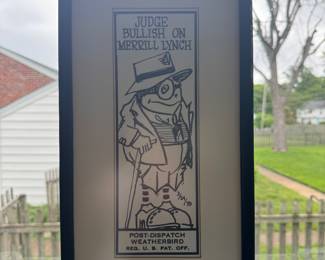 JUDGE
BULLISH ON
MERRILL LYNCH
POST-DISPATCH
WEATHERBIRD
REG. U. S. PAT. OFF.